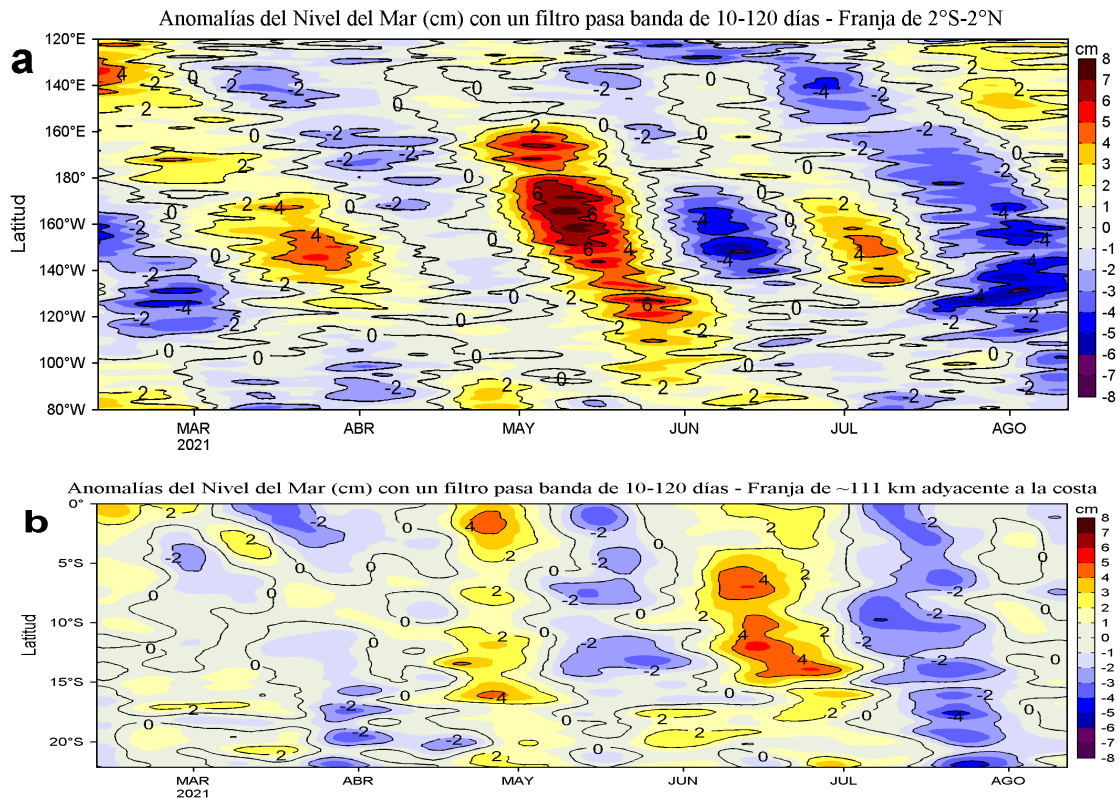 Anomalías del Nivel del Mar (cm) con un filtro pasa banda de 10-120 días - Franja de 2°S-2°N
a
Latitud
120°E
140°E
160°E
180°
160°W
140°W
120°W
100°W
80°W
MAR ABR MAY JUN JUL AGO
2021
cm
8
7
6
5
4
3
2
1
0
-1
-2
-3
-4
-5
-6
-7
-8
Anomalías del Nivel del Mar (cm) con un filtro pasa banda de 10-120 días - Franja de ~111 km adyacente a la costa
b
Latitud
0°
5°S
10°S
15°S
20°S
MAR ABR MAY JUN JUL AGO
2021
cm
8
7
6
5
4
3
2
1
0
-1
-2
-3
-4
-5
-6
-7
-8